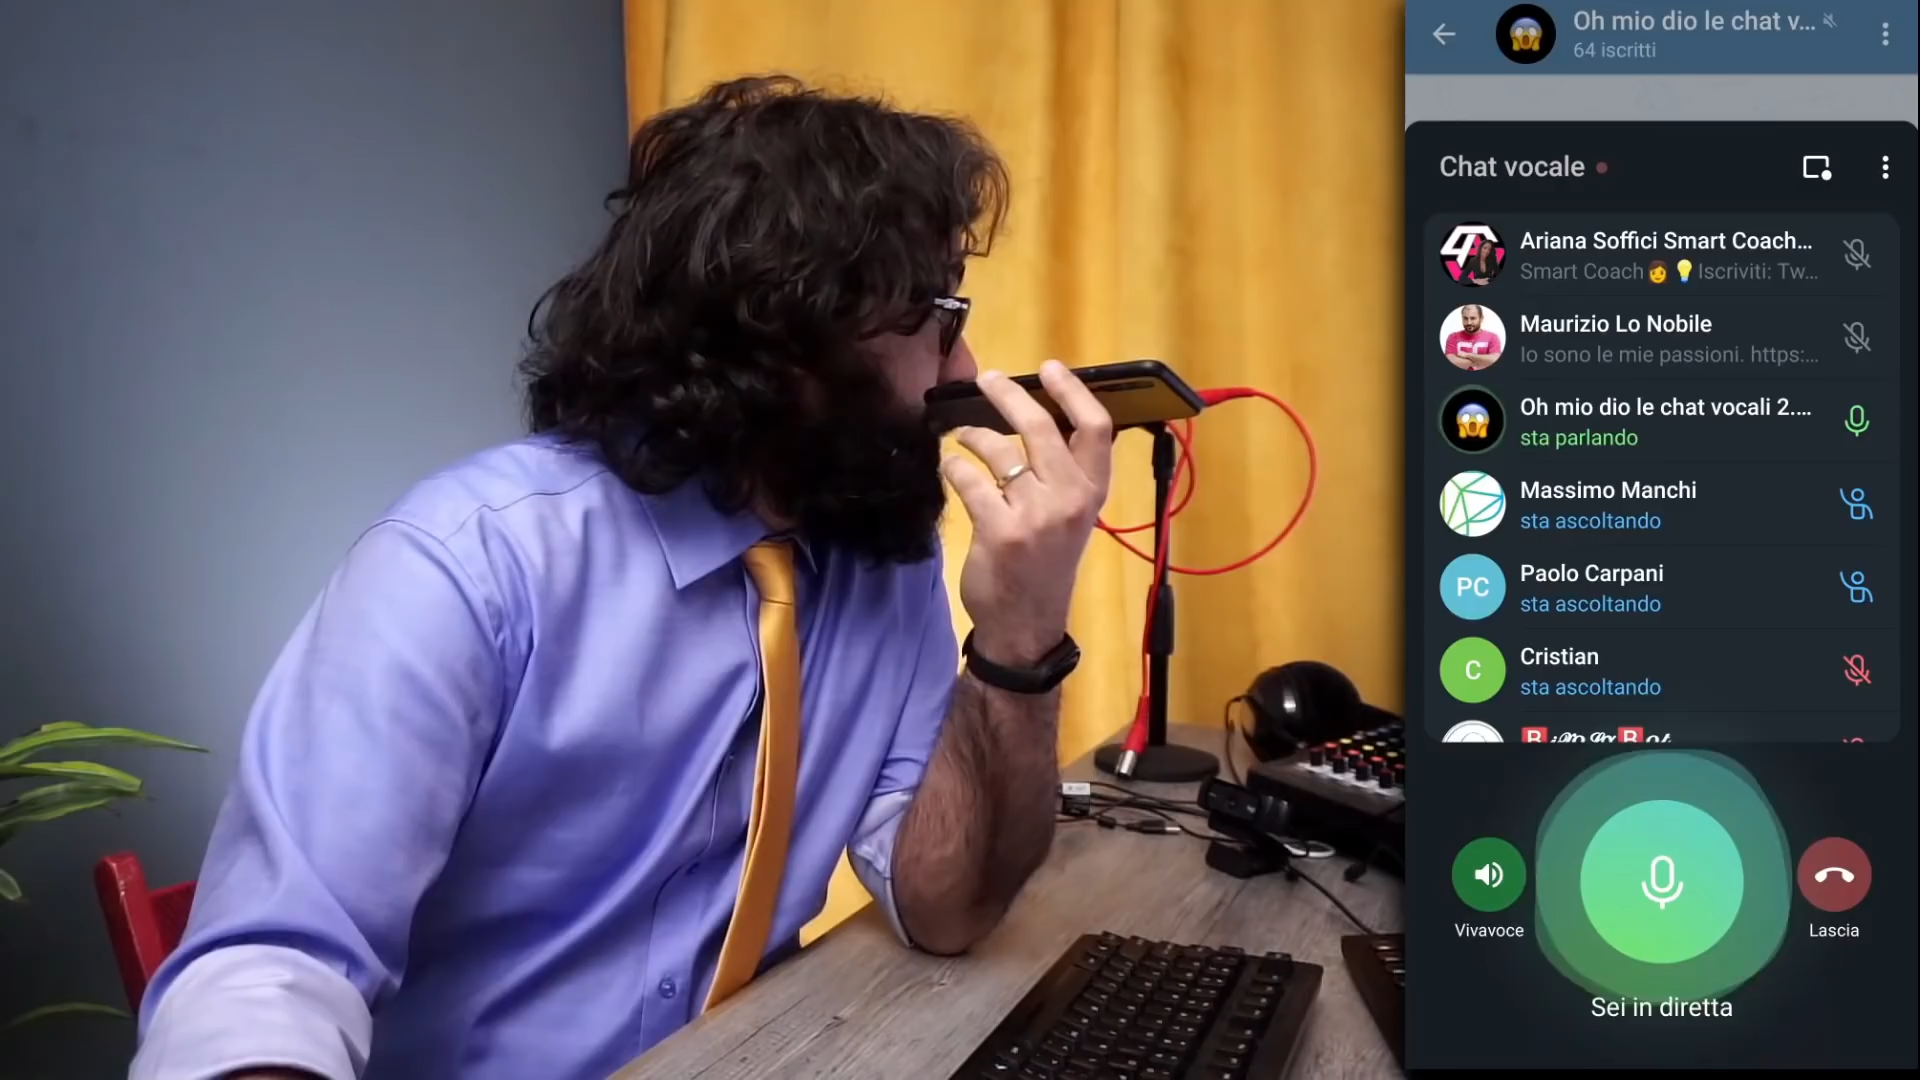 Oh mio dio le chat v...
64 iscritti
Chat vocale
Ariana Soffici Smart Coach...
Smart Coach👩💡Iscriviti: Tw...
Maurizio Lo Nobile
Io sono le mie passioni. https:...
Oh mio dio le chat vocali 2....
sta parlando
Massimo Manchi
sta ascoltando
PC
Paolo Carpani
sta ascoltando
C
Cristian
sta ascoltando
Vivavoce
Lascia
Sei in diretta